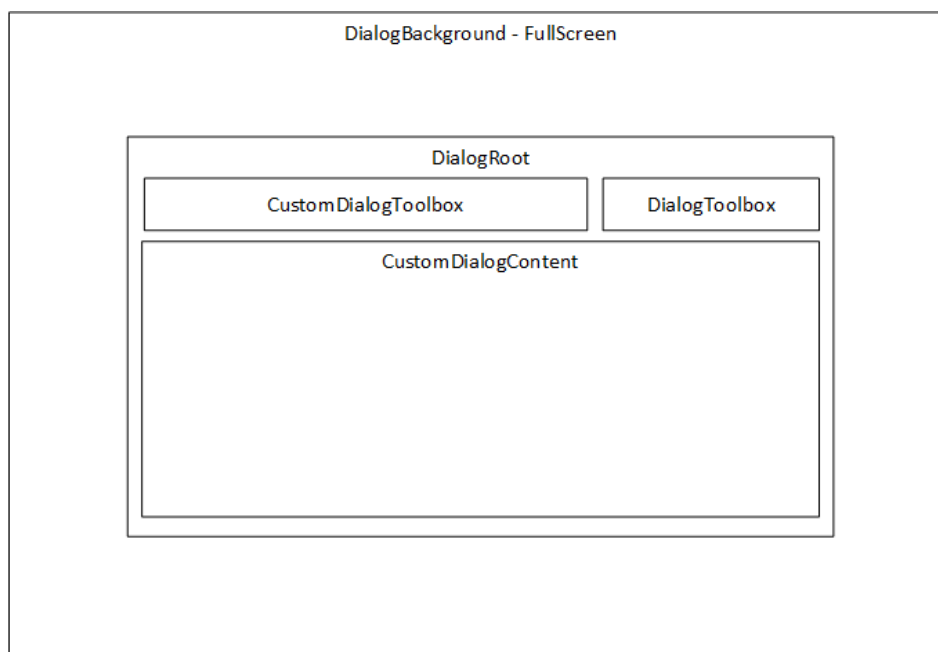 DialogBackground - FullScreen
DialogRoot
CustomDialogToolbox
DialogToolbox
CustomDialogContent